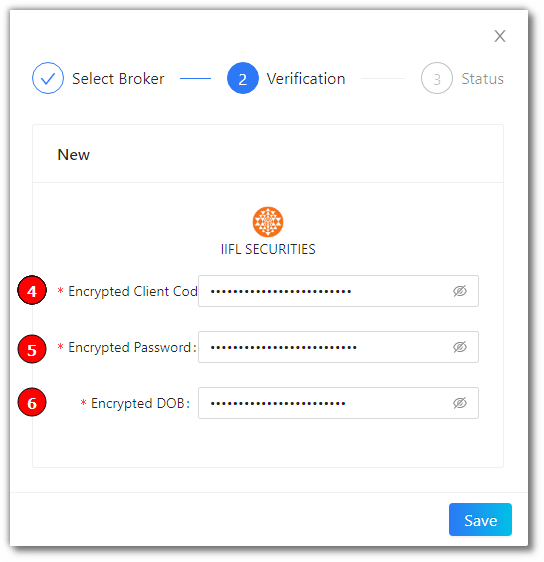 Select Broker 2 Verification 3 Status
New
IIFL SECURITIES
4 * Encrypted Client Cod ••••••••••••••••••••••••
5 * Encrypted Password: •••••••••••••••••••••••••
6 * Encrypted DOB: •••••••••••••••••••••••
Save